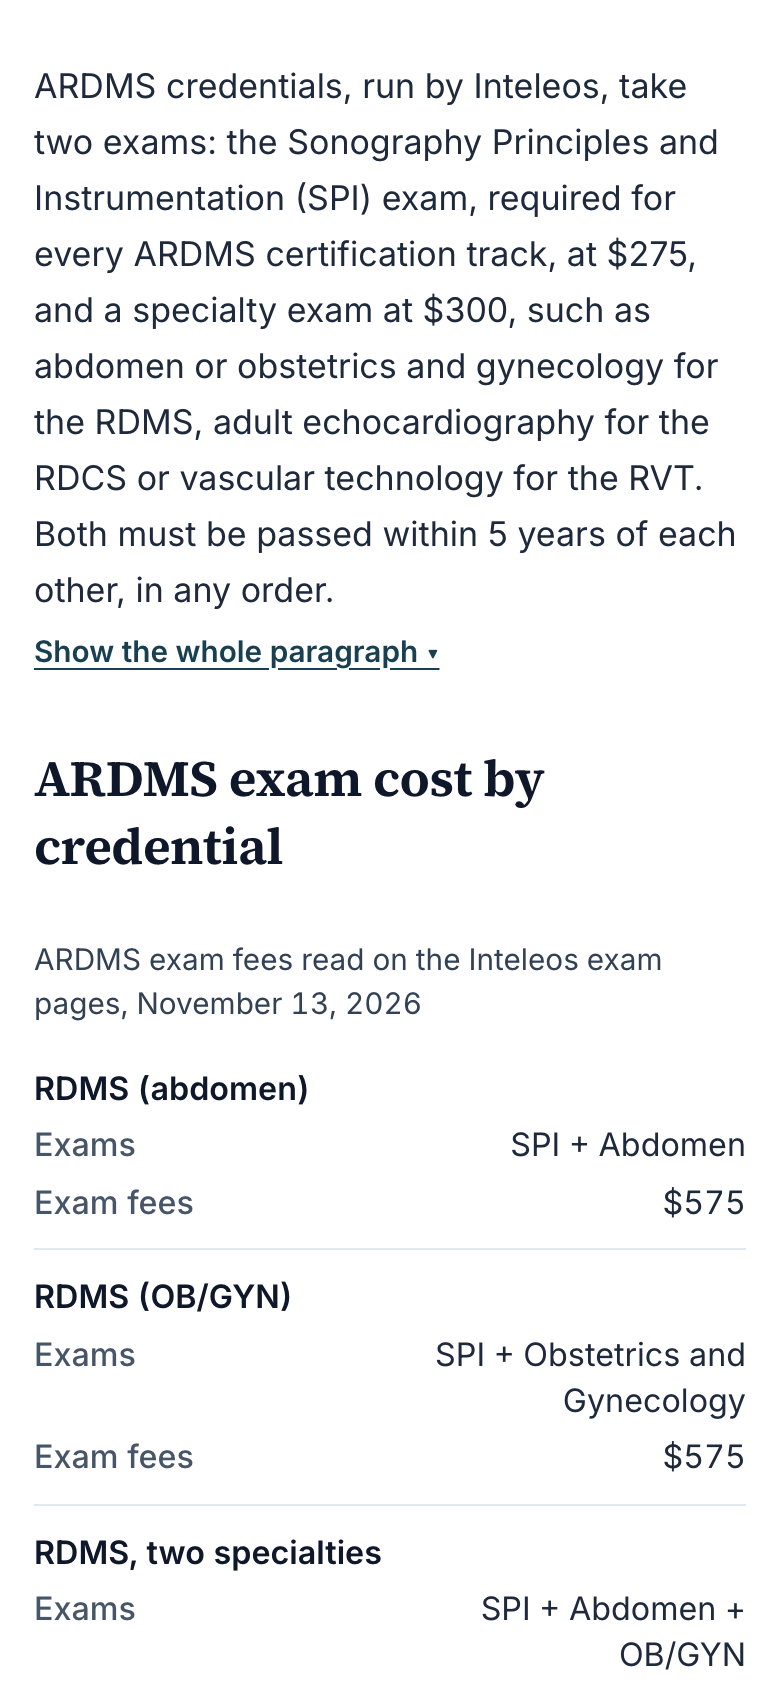 ARDMS credentials, run by Inteleos, take
two exams: the Sonography Principles and
Instrumentation (SPI) exam, required for
every ARDMS certification track, at $275,
and a specialty exam at $300, such as
abdomen or obstetrics and gynecology for
the RDMS, adult echocardiography for the
RDCS or vascular technology for the RVT.
Both must be passed within 5 years of each
other, in any order.
Show the whole paragraph ▾
ARDMS exam cost by
credential
ARDMS exam fees read on the Inteleos exam
pages, November 13, 2026
RDMS (abdomen)
Exams SPI + Abdomen
Exam fees $575
RDMS (OB/GYN)
Exams SPI + Obstetrics and
Gynecology
Exam fees $575
RDMS, two specialties
Exams SPI + Abdomen +
OB/GYN